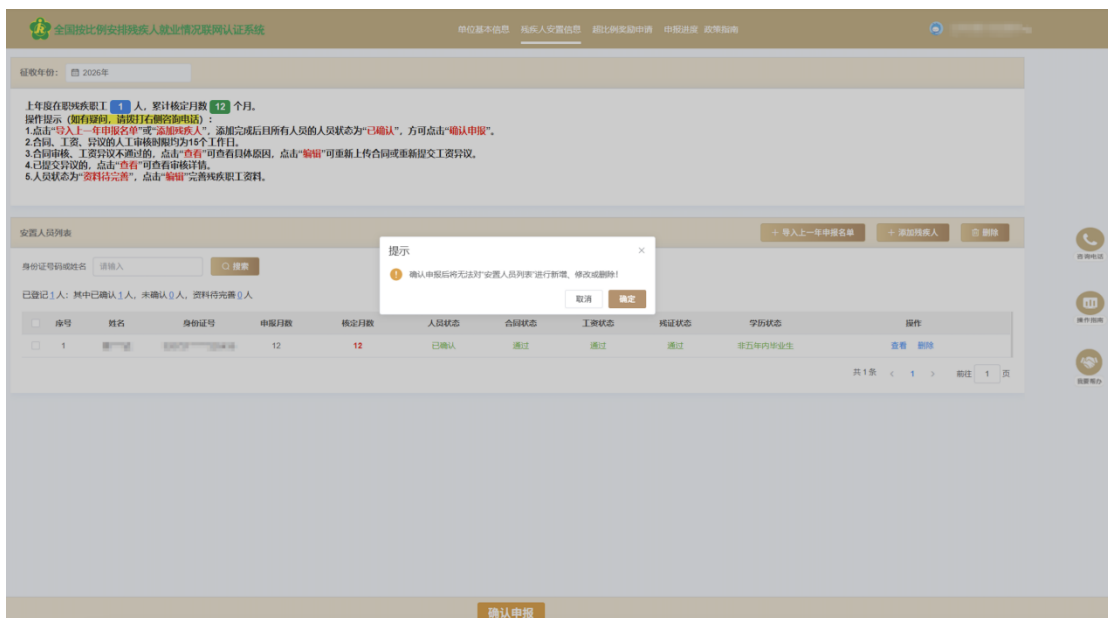 全国按比例安排残疾人就业情况联网认证系统
单位基本信息 残疾人安置信息 超比例奖励申请 申报进度 政策指南
征收年份: 2026年
上年度在职残疾职工 1 人，累计核定月数 12 个月。
操作提示（如有疑问，请拨打右侧咨询电话）：
1.点击“导入上一年申报名单”或“添加残疾人”，添加完成后且所有人员的人员状态为“已确认”，方可点击“确认申报”。
2.合同、工资、异议的人工审核时限均为15个工作日。
3.合同审核、工资异议不通过的，点击“查看”可查看具体原因，点击“编辑”可重新上传合同或重新提交工资异议。
4.已提交异议的，点击“查看”可查看审核详情。
5.人员状态为“资料待完善”，点击“编辑”完善残疾职工资料。
安置人员列表
+ 导入上一年申报名单 + 添加残疾人 删除
咨询电话
提示 ×
确认申报后将无法对“安置人员列表”进行新增、修改或删除！
取消 确定
身份证号码或姓名 请输入 搜索
已登记1人：其中已确认1人，未确认0人，资料待完善0人
操作指南
序号 姓名 身份证号 申报月数 核定月数 人员状态 合同状态 工资状态 残证状态 学历状态 操作
1 12 12 已确认 通过 通过 通过 非五年内毕业生 查看 删除
共1条 < 1 > 前往 1 页
我要帮办
确认申报